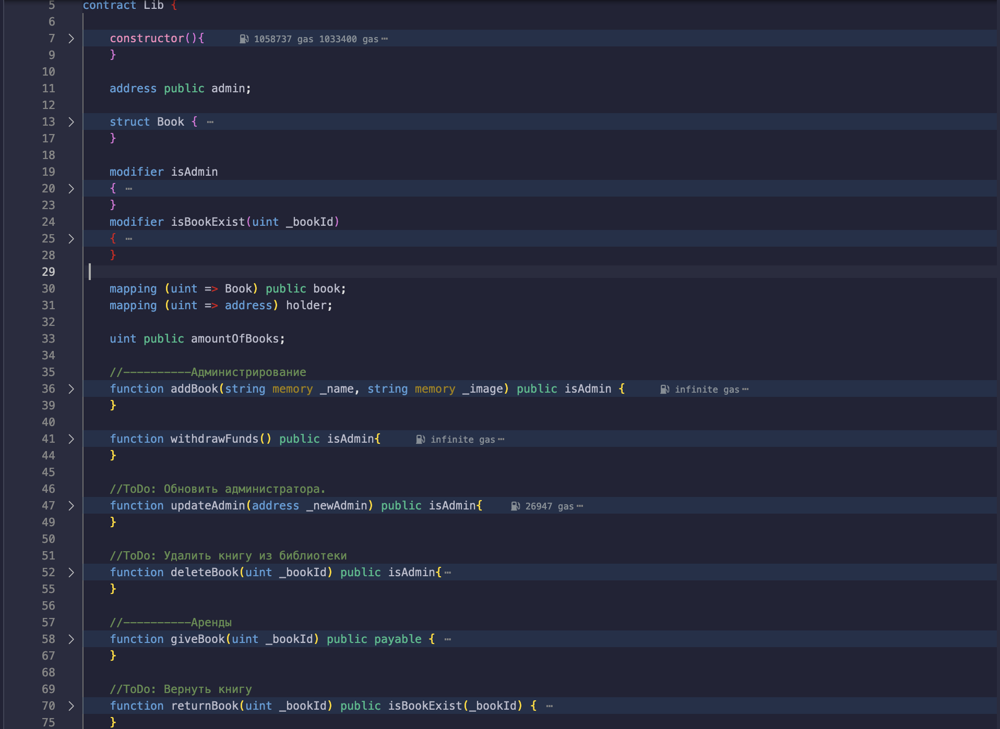 5 contract Lib {
6
7 constructor(){ 1058737 gas 1033400 gas ⋯
9 }
10
11 address public admin;
12
13 struct Book { ⋯
17 }
18
19 modifier isAdmin
20 { ⋯
23 }
24 modifier isBookExist(uint _bookId)
25 { ⋯
28 }
29
30 mapping (uint => Book) public book;
31 mapping (uint => address) holder;
32
33 uint public amountOfBooks;
34
35 //----------Администрирование
36 function addBook(string memory _name, string memory _image) public isAdmin { infinite gas ⋯
39 }
40
41 function withdrawFunds() public isAdmin{ infinite gas ⋯
44 }
45
46 //ToDo: Обновить администратора.
47 function updateAdmin(address _newAdmin) public isAdmin{ 26947 gas ⋯
49 }
50
51 //ToDo: Удалить книгу из библиотеки
52 function deleteBook(uint _bookId) public isAdmin{ ⋯
55 }
56
57 //----------Аренды
58 function giveBook(uint _bookId) public payable { ⋯
67 }
68
69 //ToDo: Вернуть книгу
70 function returnBook(uint _bookId) public isBookExist(_bookId) { ⋯
75 }